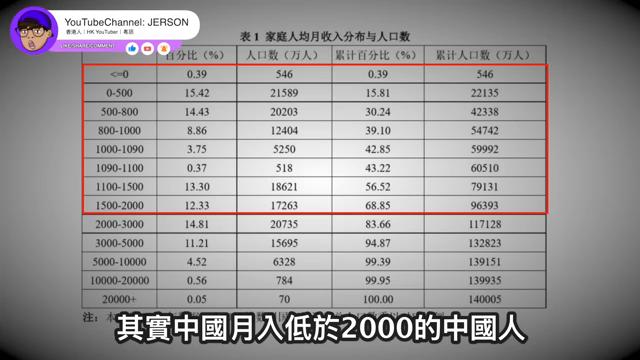 YouTubeChannel: JERSON
香港人 | HK YouTuber | 粵語
LIKE/SHARE/COMMENT
表 1 家庭人均月收入分布与人口数
百分比（%） 人口数（万人） 累计百分比（%） 累计人口数（万人）
<=0 0.39 546 0.39 546
0-500 15.42 21589 15.81 22135
500-800 14.43 20203 30.24 42338
800-1000 8.86 12404 39.10 54742
1000-1090 3.75 5250 42.85 59992
1090-1100 0.37 518 43.22 60510
1100-1500 13.30 18621 56.52 79131
1500-2000 12.33 17263 68.85 96393
2000-3000 14.81 20735 83.66 117128
3000-5000 11.21 15695 94.87 132823
5000-10000 4.52 6328 99.39 139151
10000-20000 0.56 784 99.95 139935
20000+ 0.05 70 100.00 140005
注：
其實中國月入低於2000的中國人